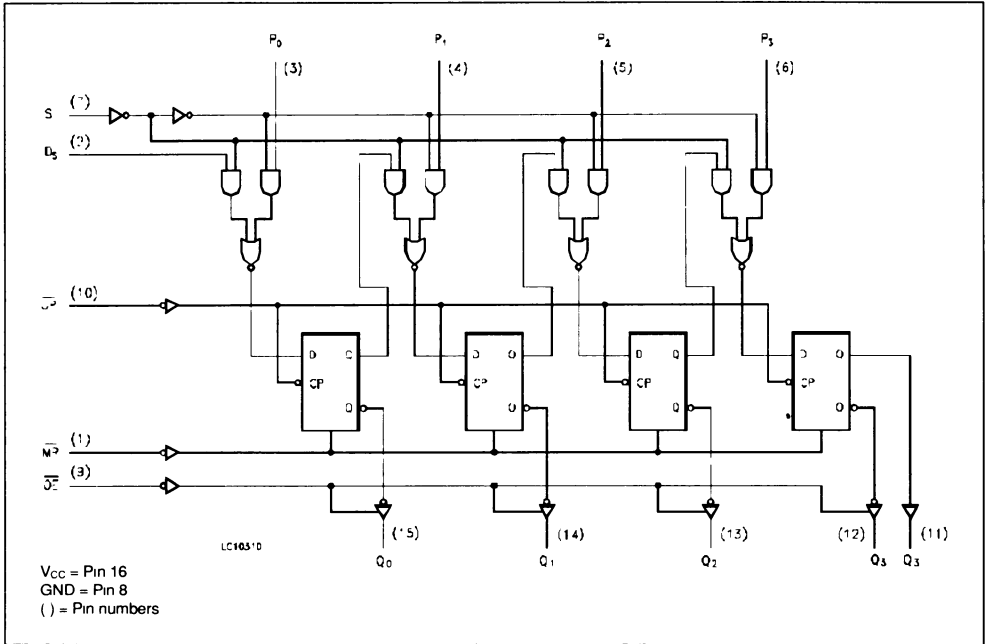 P₀ P₁ P₂ P₃
(3) (4) (5) (6)
S
Dₛ
(10)
D Q D Q D Q D Q
CP CP CP CP
Q Q Q Q
(1)
(15) (14) (13) (12) (11)
LC10310
Q₀ Q₁ Q₂ Q₃ Q₃
Vcc = Pin 16
GND = Pin 8
( ) = Pin numbers